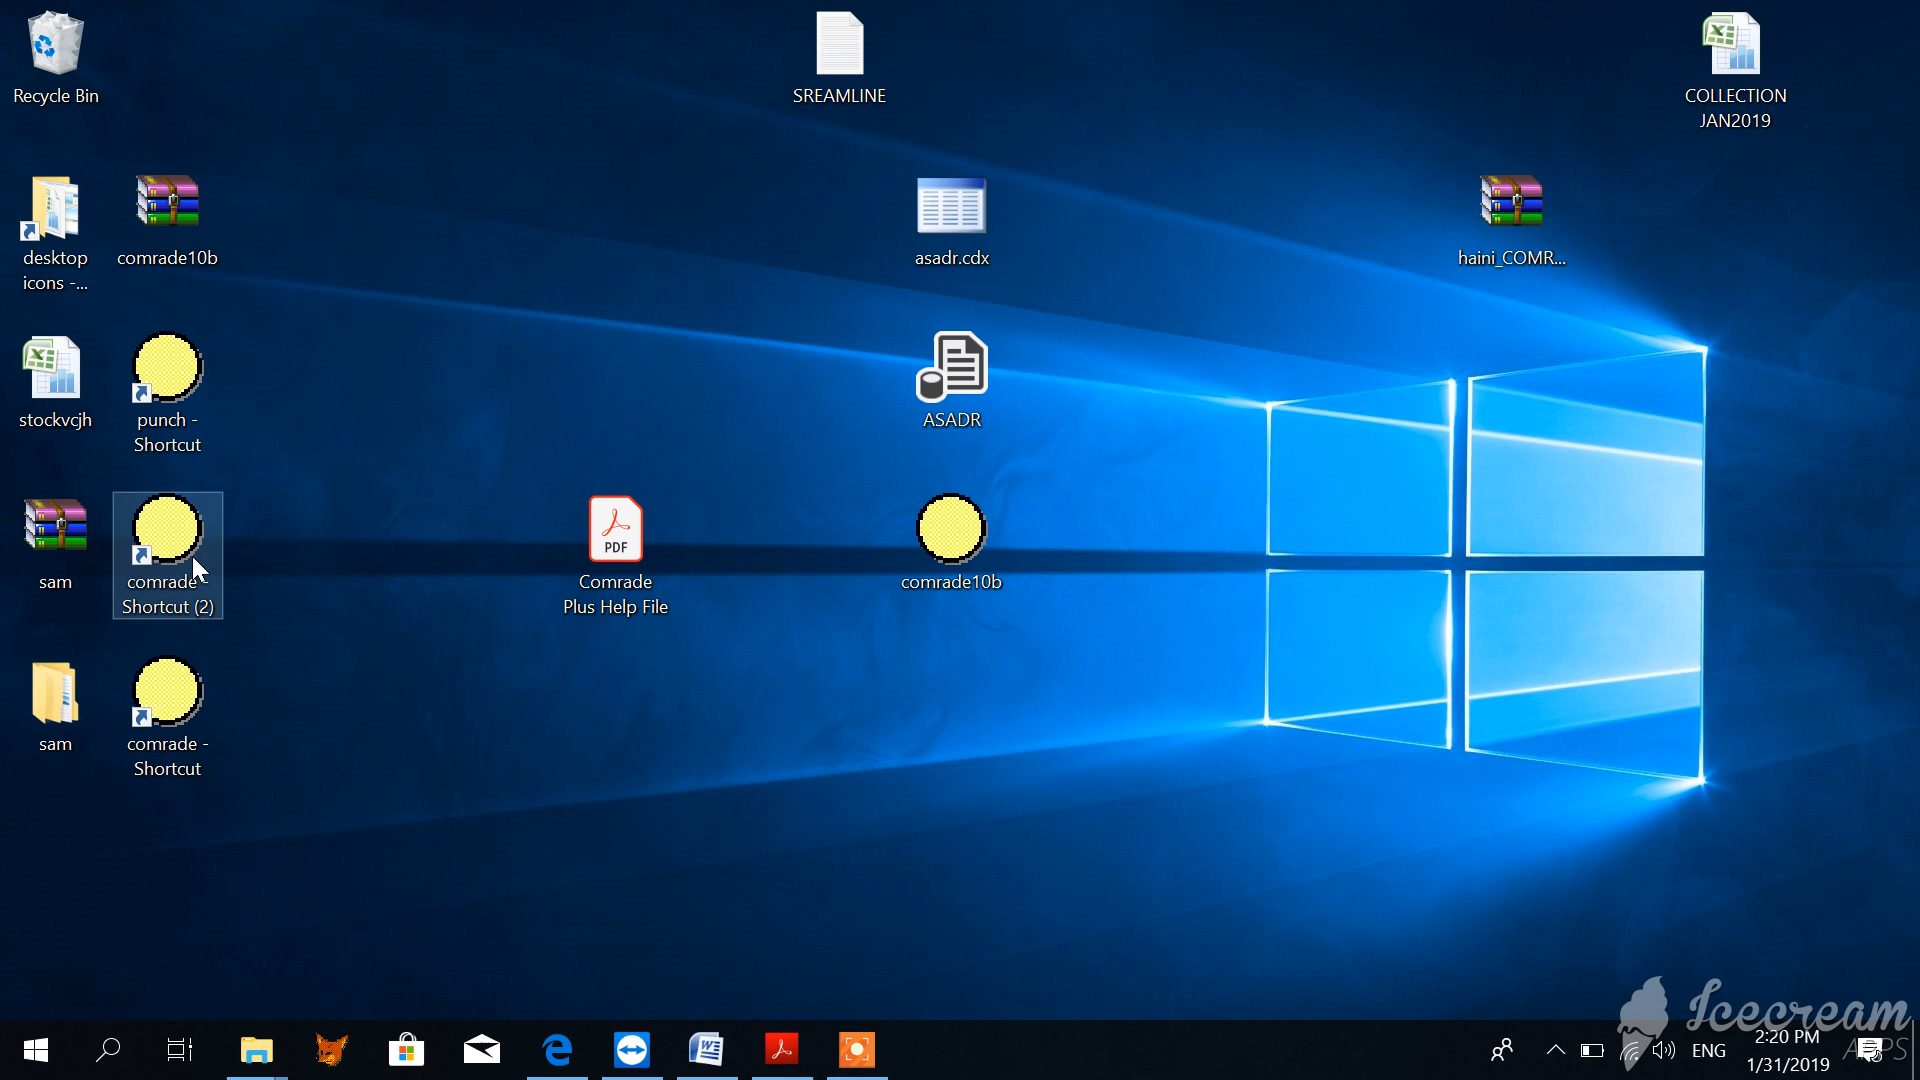 Recycle Bin
SREAMLINE
COLLECTION
JAN2019
desktop
icons -...
comrade10b
asadr.cdx
haini_COMR...
stockvcjh
punch -
Shortcut
ASADR
sam
comrade -
Shortcut (2)
PDF
Comrade
Plus Help File
comrade10b
sam
comrade -
Shortcut
Icecream
APPS
ENG
2:20 PM
1/31/2019